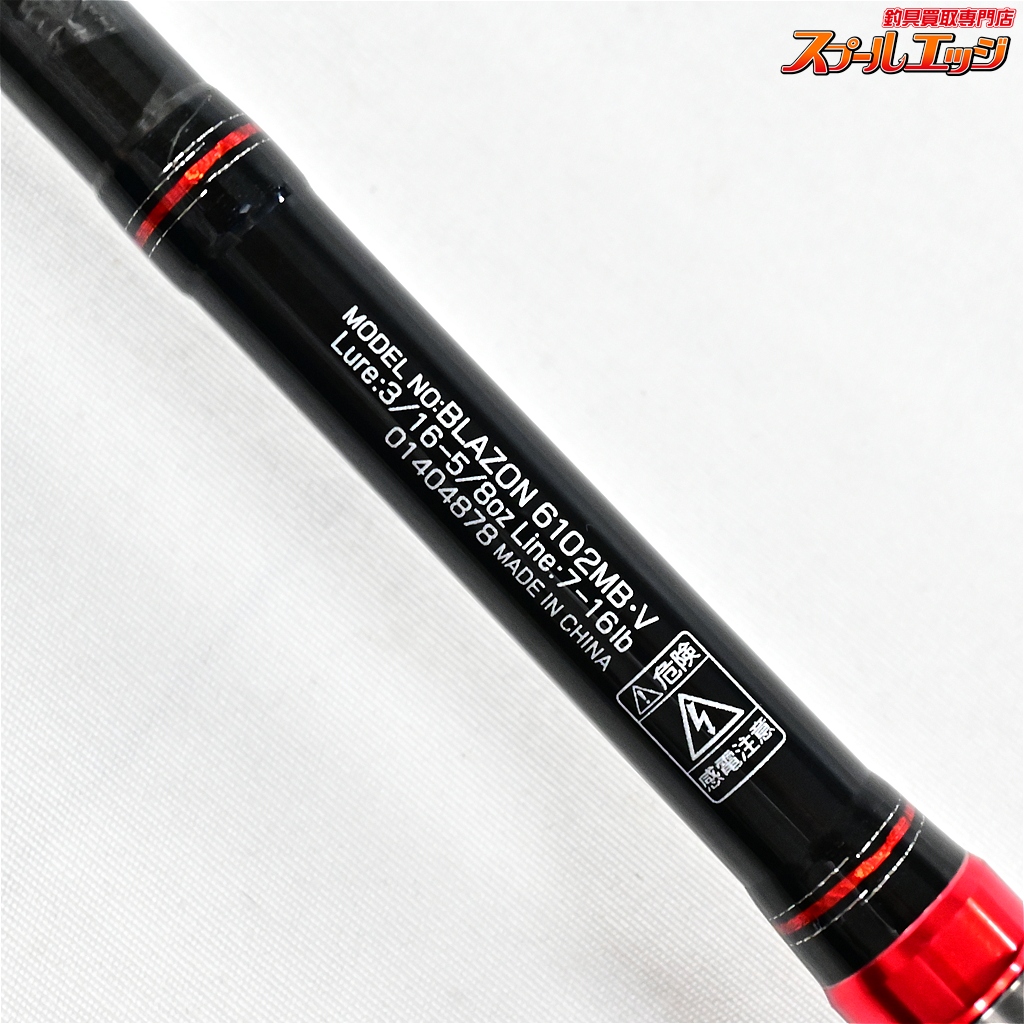 釣具買取専門店
スプールエッジ
MODEL NO:BLAZON 6102MB・V
Lure:3/16-5/8oz Line:7-16lb
01404878 MADE IN CHINA
危険
感電注意